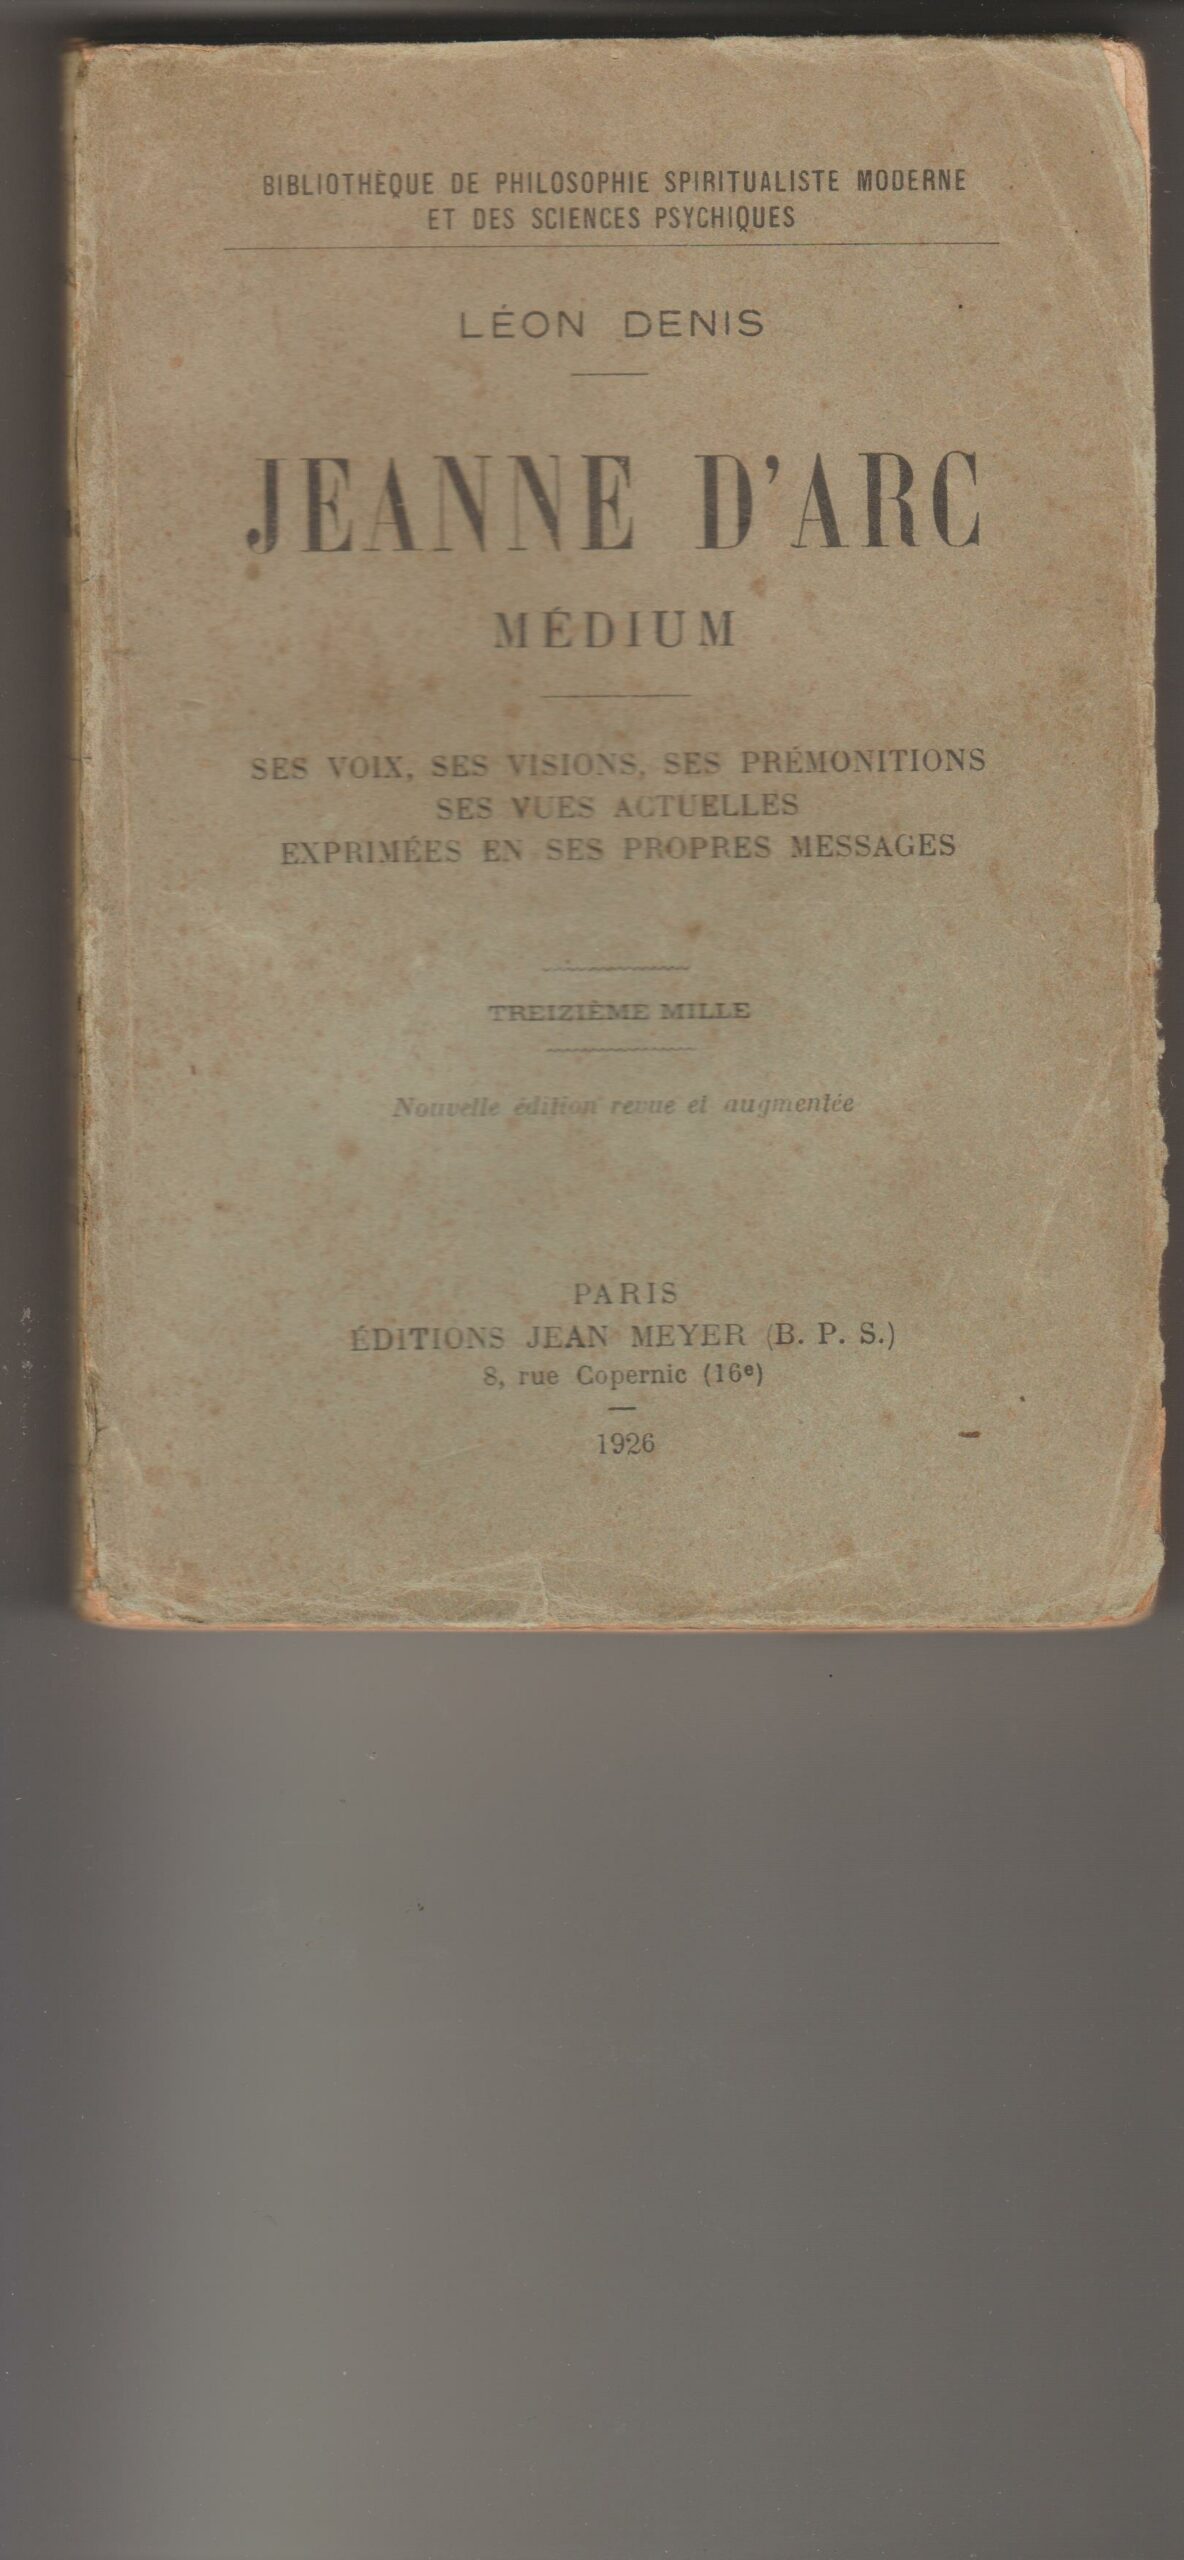 BIBLIOTHÈQUE DE PHILOSOPHIE SPIRITUALISTE MODERNE
ET DES SCIENCES PSYCHIQUES
LÉON DENIS
JEANNE D'ARC
MÉDIUM
SES VOIX, SES VISIONS, SES PRÉMONITIONS
SES VUES ACTUELLES
EXPRIMÉES EN SES PROPRES MESSAGES
TREIZIÈME MILLE
Nouvelle édition revue et augmentée
PARIS
ÉDITIONS JEAN MEYER (B. P. S.)
8, rue Copernic (16e)
1926